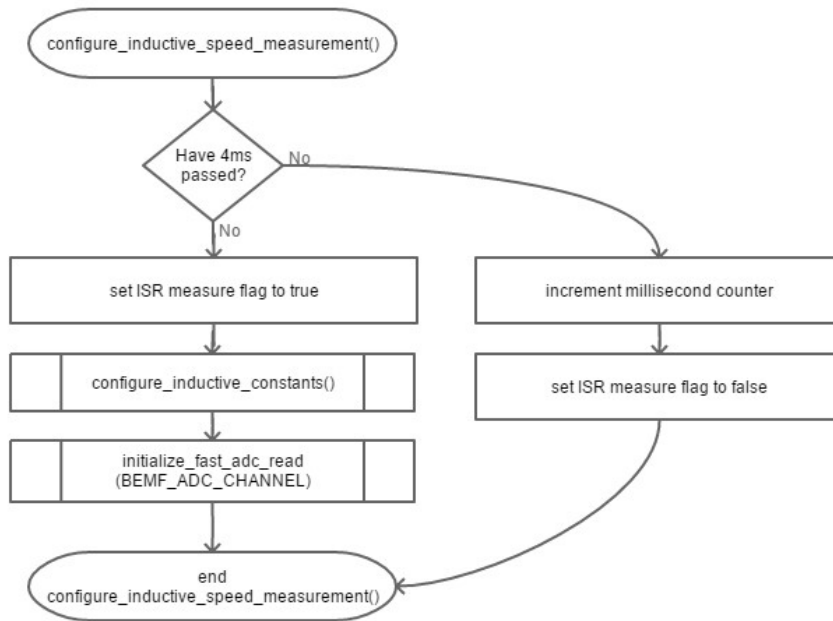 configure_inductive_speed_measurement()
Have 4ms
passed?
No
No
set ISR measure flag to true
increment millisecond counter
configure_inductive_constants()
set ISR measure flag to false
initialize_fast_adc_read
(BEMF_ADC_CHANNEL)
end
configure_inductive_speed_measurement()